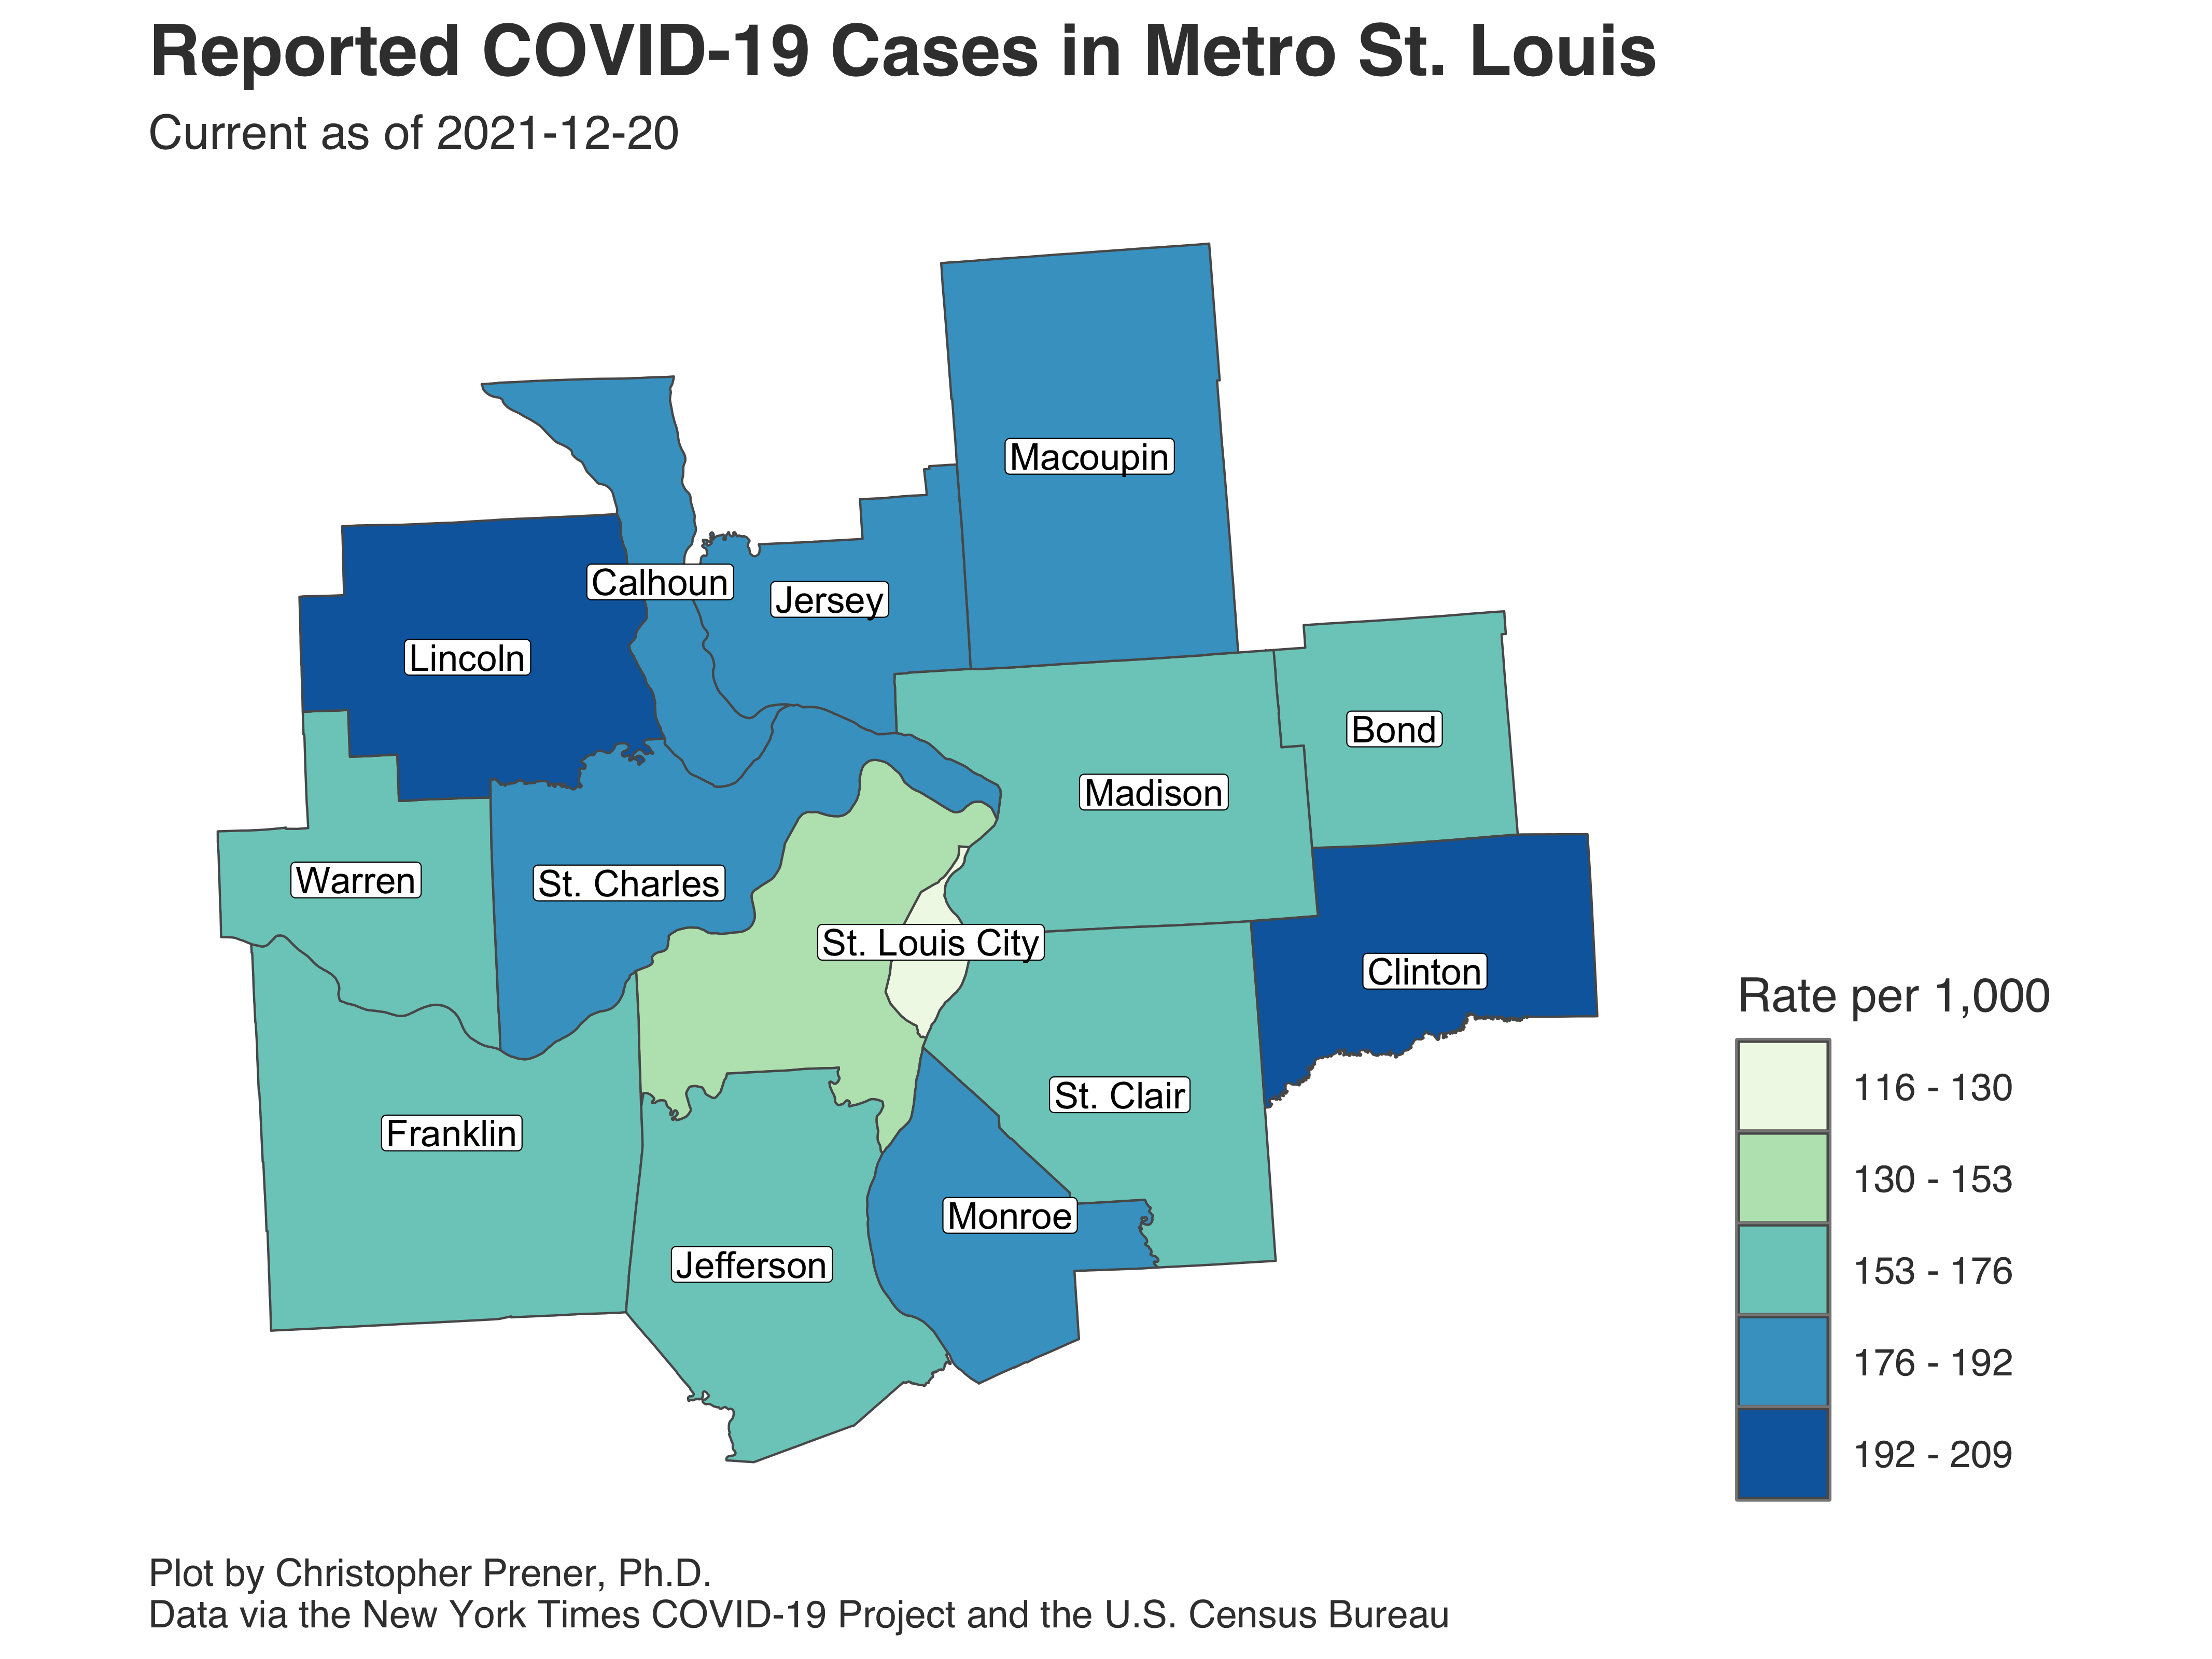 Reported COVID-19 Cases in Metro St. Louis
Current as of 2021-12-20
Macoupin
Calhoun
Jersey
Lincoln
Bond
Madison
Warren
St. Charles
St. Louis City
Clinton
St. Clair
Franklin
Monroe
Jefferson
Rate per 1,000
116 - 130
130 - 153
153 - 176
176 - 192
192 - 209
Plot by Christopher Prener, Ph.D.
Data via the New York Times COVID-19 Project and the U.S. Census Bureau